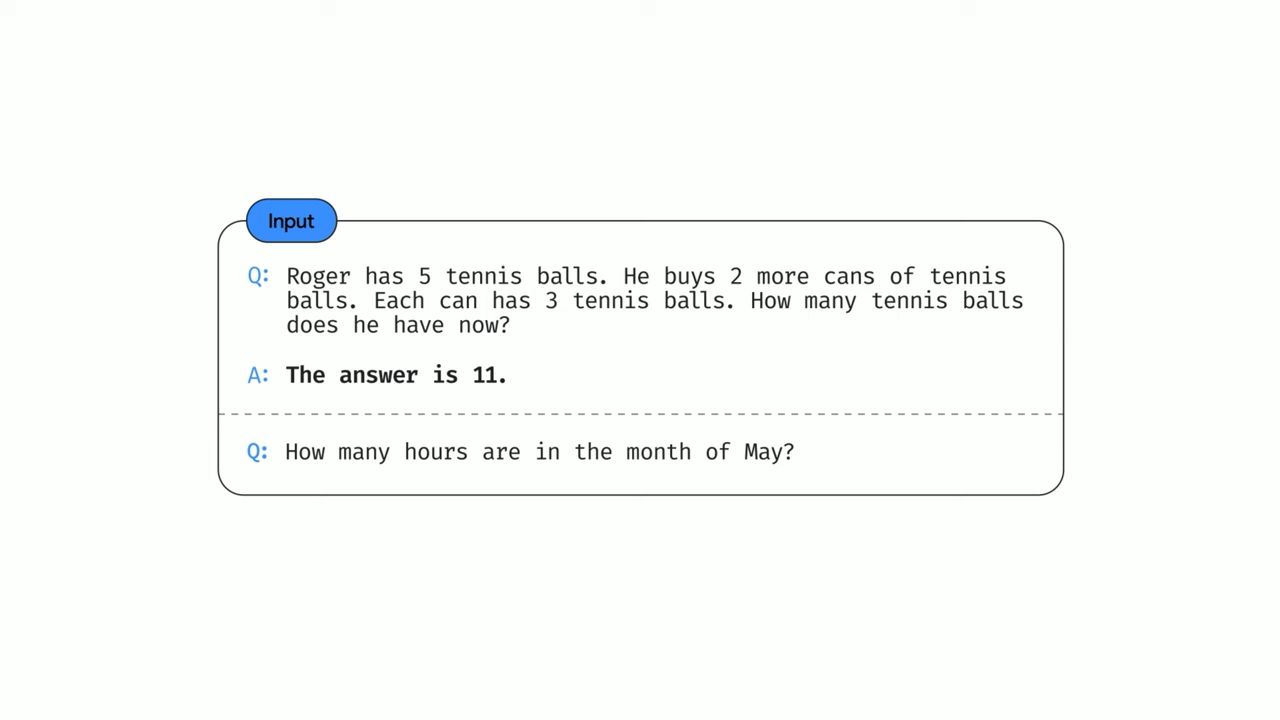 Input
Q: Roger has 5 tennis balls. He buys 2 more cans of tennis
balls. Each can has 3 tennis balls. How many tennis balls
does he have now?
A: The answer is 11.
Q: How many hours are in the month of May?